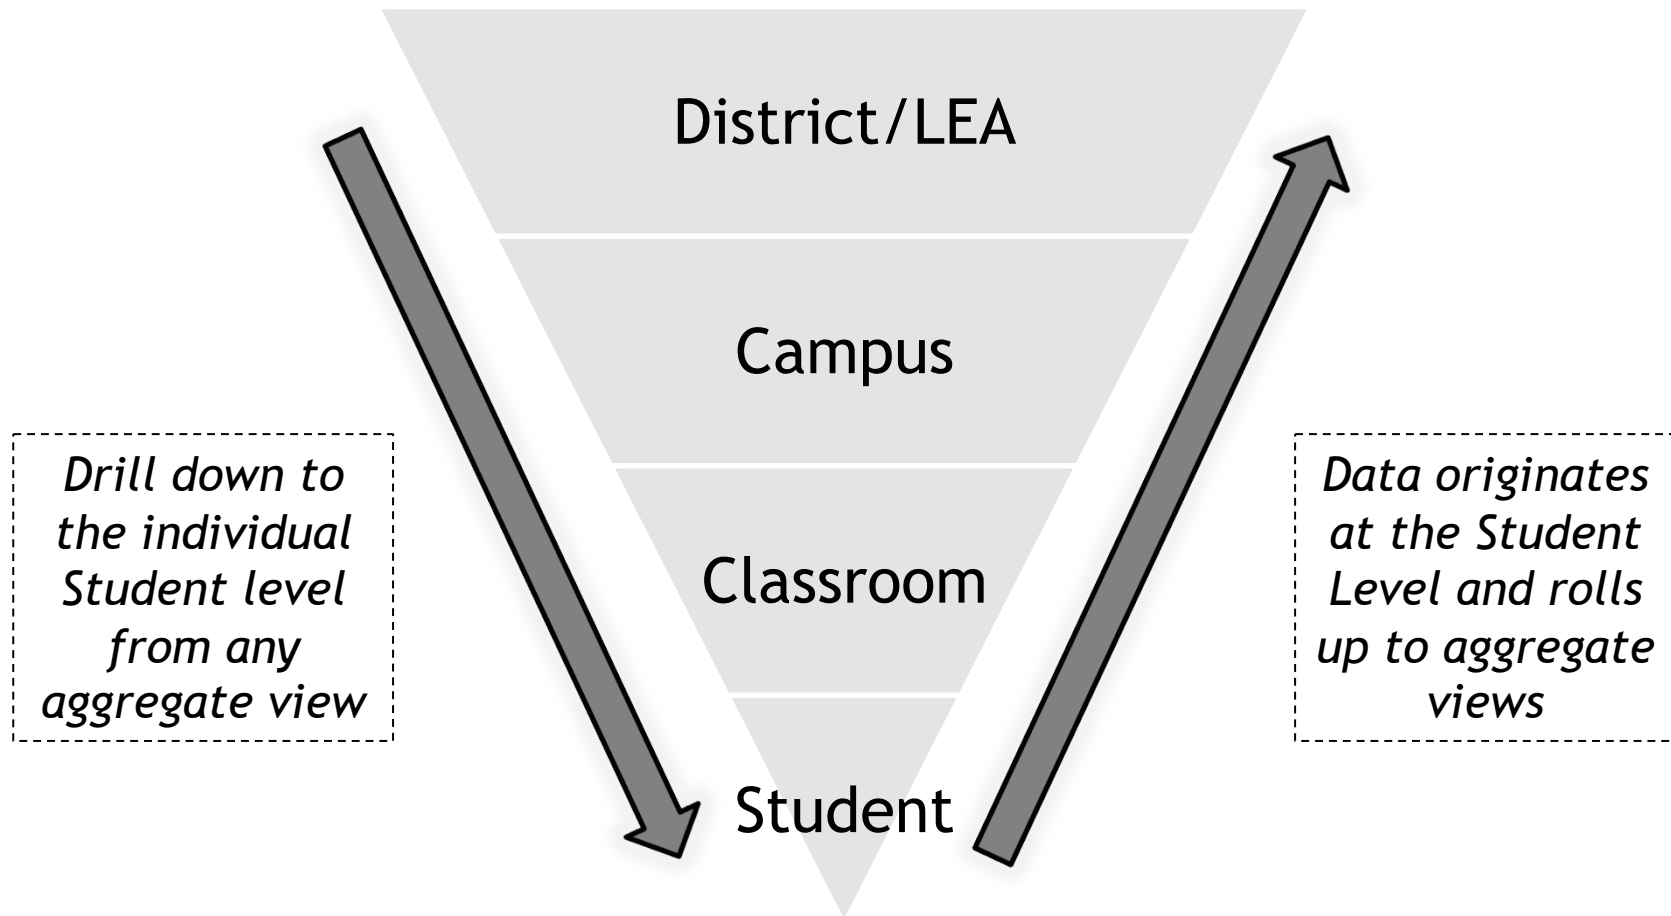 District/LEA
Campus
Classroom
Student
Drill down to
the individual
Student level
from any
aggregate view
Data originates
at the Student
Level and rolls
up to aggregate
views